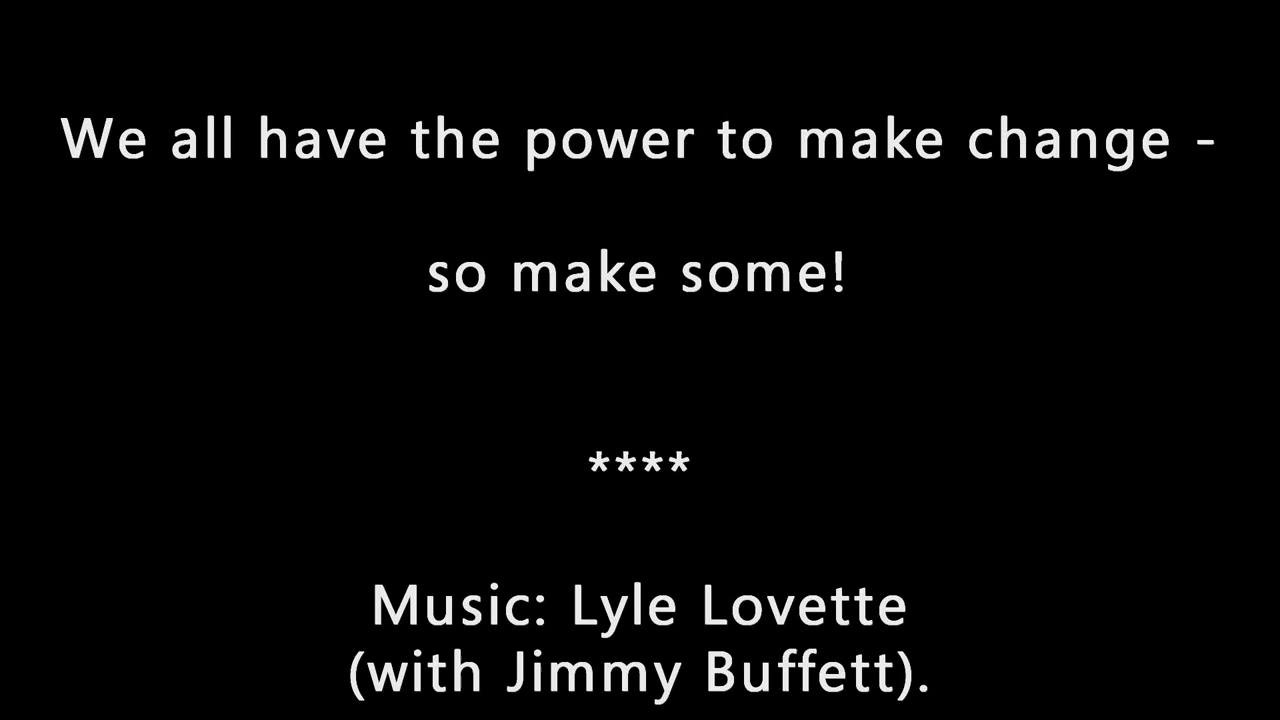 We all have the power to make change -
so make some!
****
Music: Lyle Lovette
(with Jimmy Buffett).